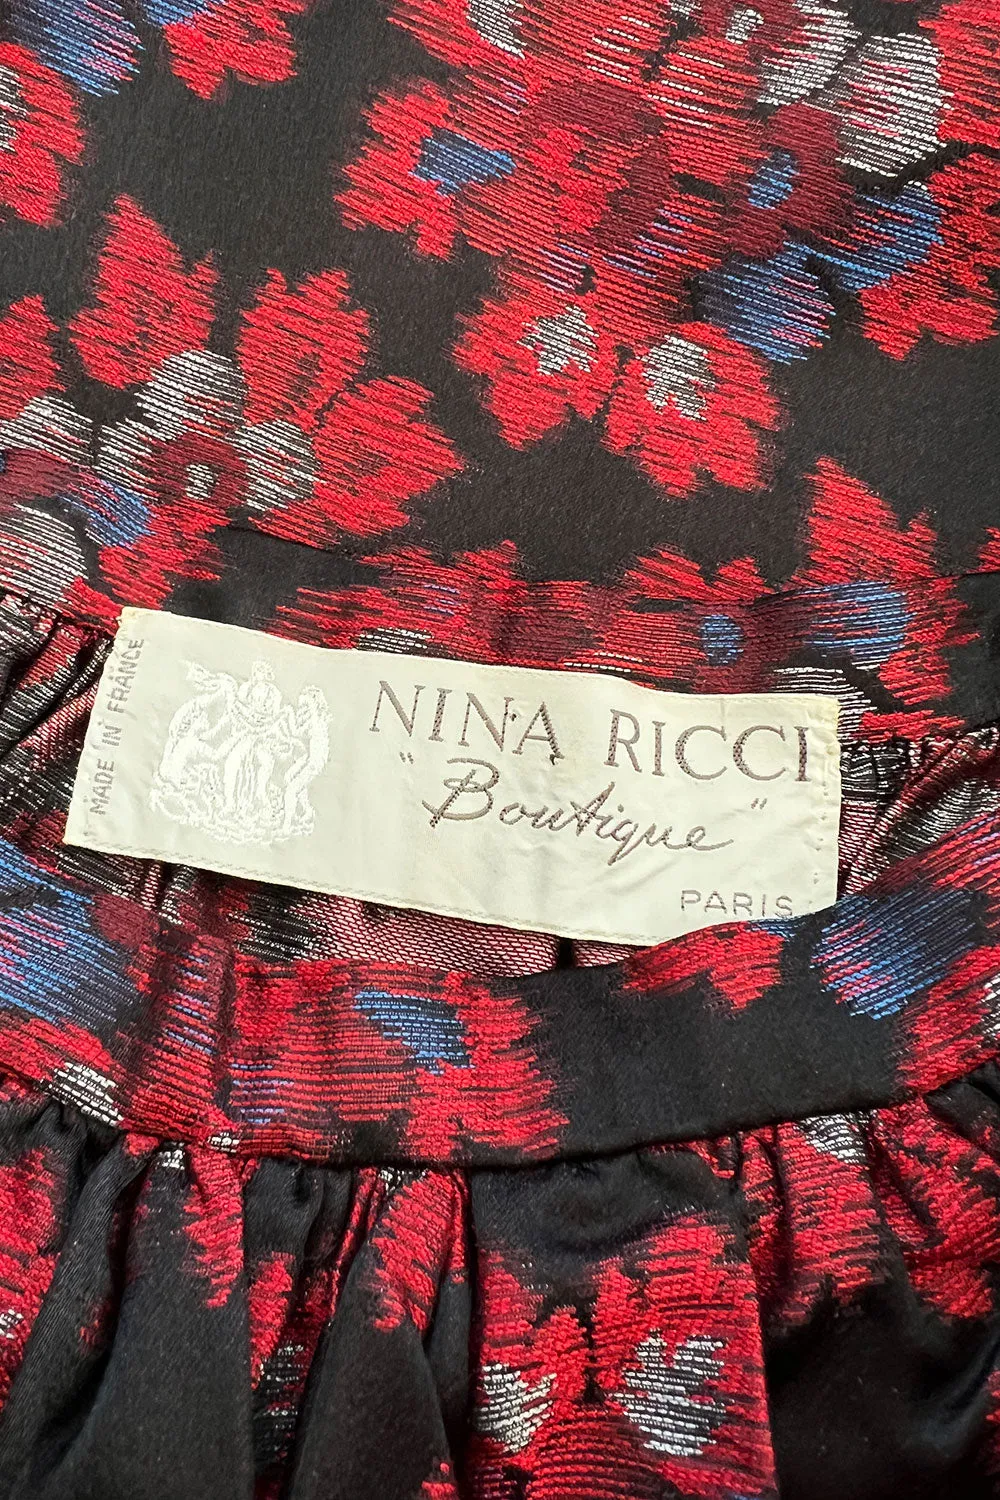 MADE IN FRANCE
NINA RICCI
"Boutique"
PARIS